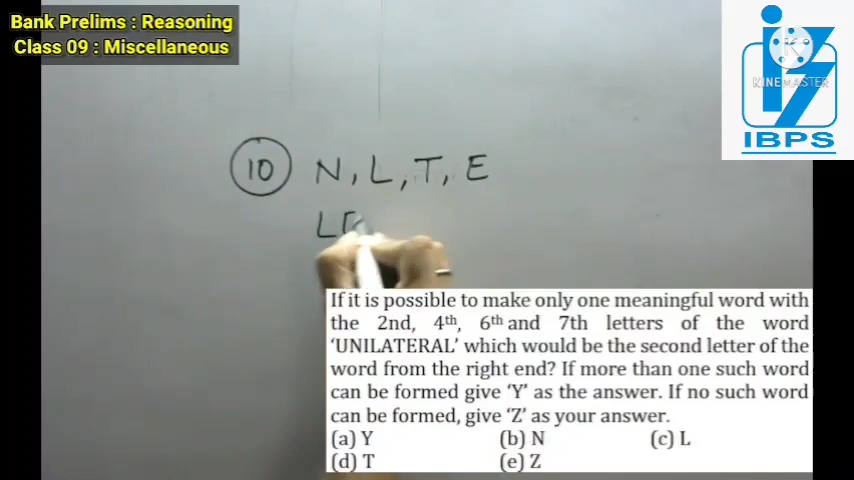 Bank Prelims : Reasoning
Class 09 : Miscellaneous
KINEMASTER
IBPS
10 N, L, T, E
If it is possible to make only one meaningful word with
the 2nd, 4th, 6th and 7th letters of the word
‘UNILATERAL’ which would be the second letter of the
word from the right end? If more than one such word
can be formed give ‘Y’ as the answer. If no such word
can be formed, give ‘Z’ as your answer.
(a) Y (b) N (c) L
(d) T (e) Z